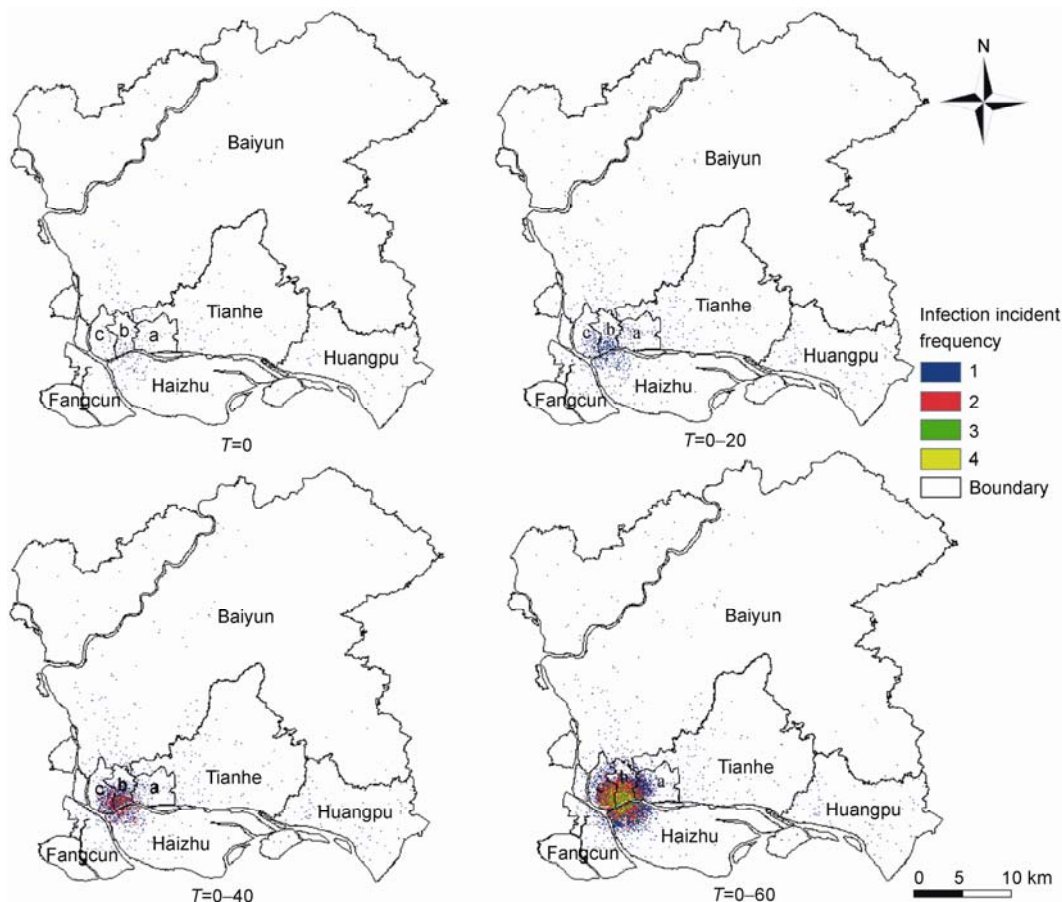 Baiyun
Tianhe
c
b
a
Huangpu
Haizhu
Fangcun
T=0
N
Baiyun
Tianhe
c
b
a
Huangpu
Haizhu
Fangcun
T=0–20
Infection incident
frequency
1
2
3
4
Boundary
Baiyun
Tianhe
c
b
a
Huangpu
Haizhu
Fangcun
T=0–40
Baiyun
Tianhe
b
a
Huangpu
Haizhu
Fangcun
T=0–60
0 5 10 km